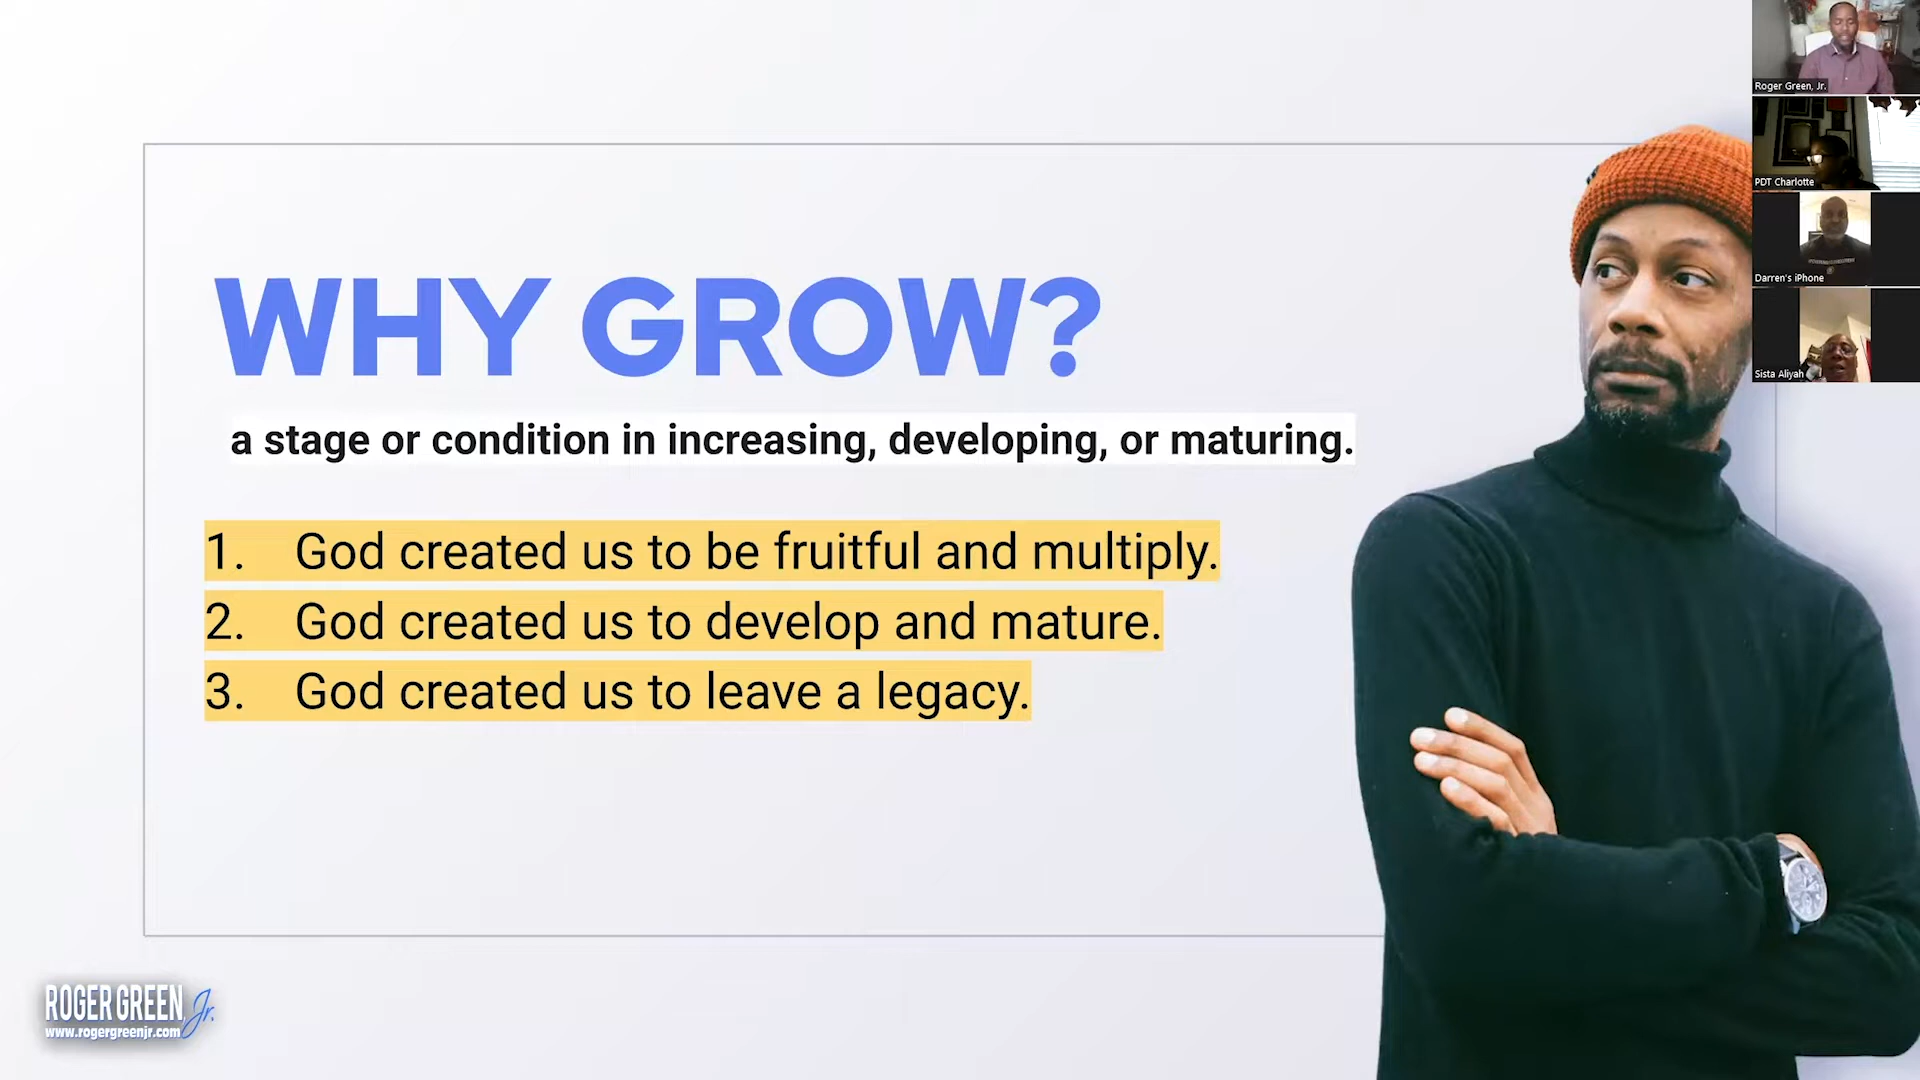 WHY GROW?
a stage or condition in increasing, developing, or maturing.
1. God created us to be fruitful and multiply.
2. God created us to develop and mature.
3. God created us to leave a legacy.
ROGER GREEN Jr.
www.rogergreenjr.com
Roger Green, Jr.
PDT Charlotte
Darren's iPhone
Sista Aliyah